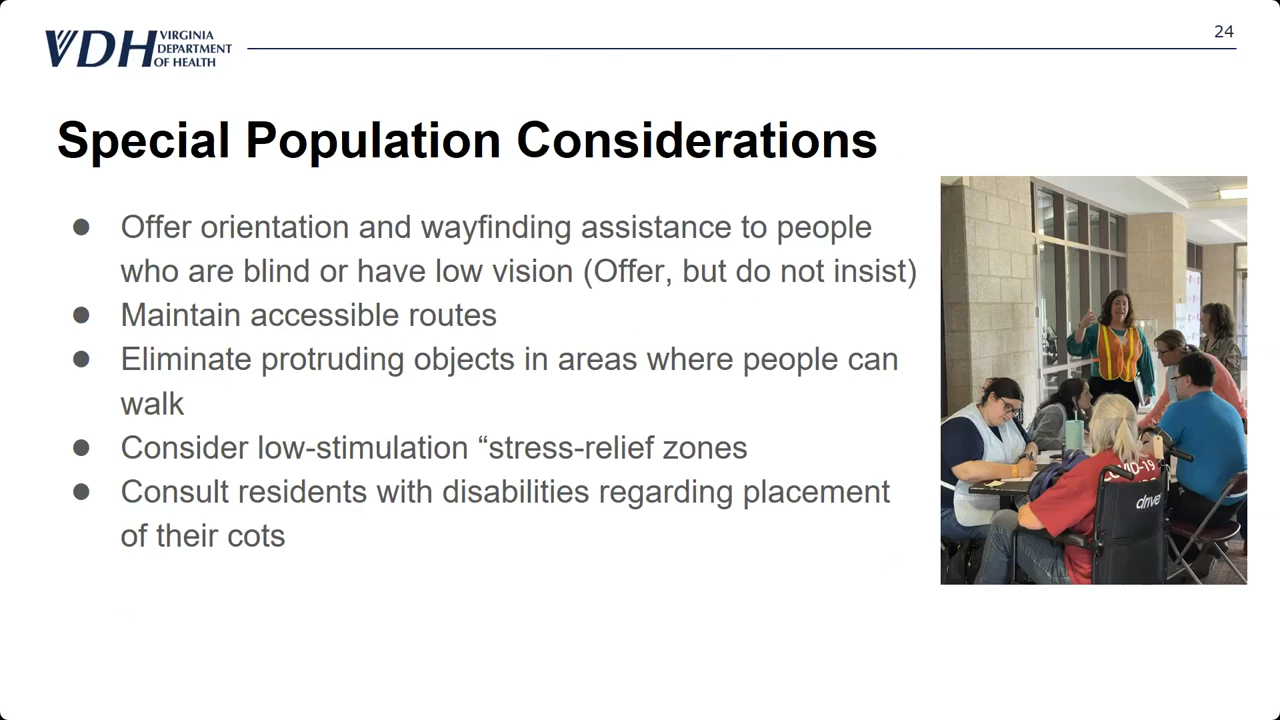 VDH VIRGINIA
DEPARTMENT
OF HEALTH
24
Special Population Considerations
● Offer orientation and wayfinding assistance to people
who are blind or have low vision (Offer, but do not insist)
● Maintain accessible routes
● Eliminate protruding objects in areas where people can
walk
● Consider low-stimulation “stress-relief zones
● Consult residents with disabilities regarding placement
of their cots
COVID-19
drive